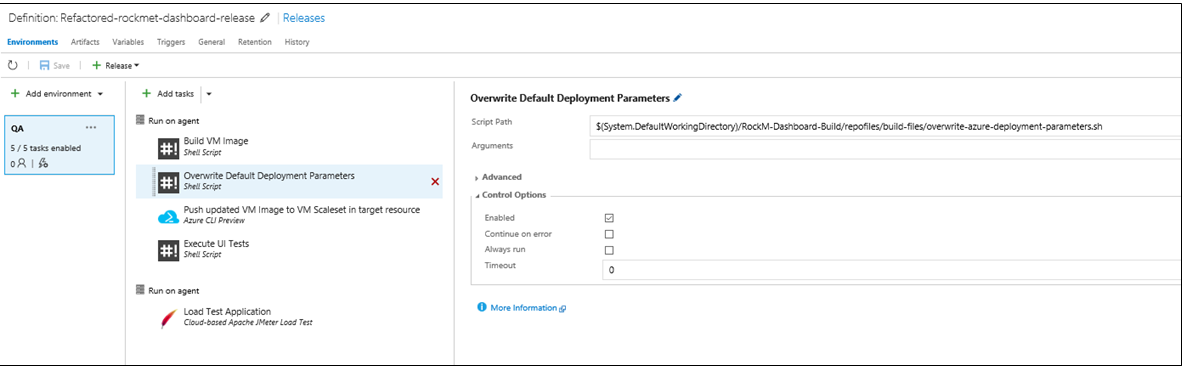 Definition: Refactored-rockmet-dashboard-release | Releases
Environments Artifacts Variables Triggers General Retention History
Save + Release
+ Add environment
QA ...
5 / 5 tasks enabled
0
+ Add tasks
Run on agent
#! Build VM Image
Shell Script
#! Overwrite Default Deployment Parameters
Shell Script
Push updated VM Image to VM Scaleset in target resource
Azure CLI Preview
#! Execute UI Tests
Shell Script
Run on agent
Load Test Application
Cloud-based Apache JMeter Load Test
Overwrite Default Deployment Parameters
Script Path $(System.DefaultWorkingDirectory)/RockM-Dashboard-Build/repofiles/build-files/overwrite-azure-deployment-parameters.sh
Arguments
Advanced
Control Options
Enabled
Continue on error
Always run
Timeout 0
More Information